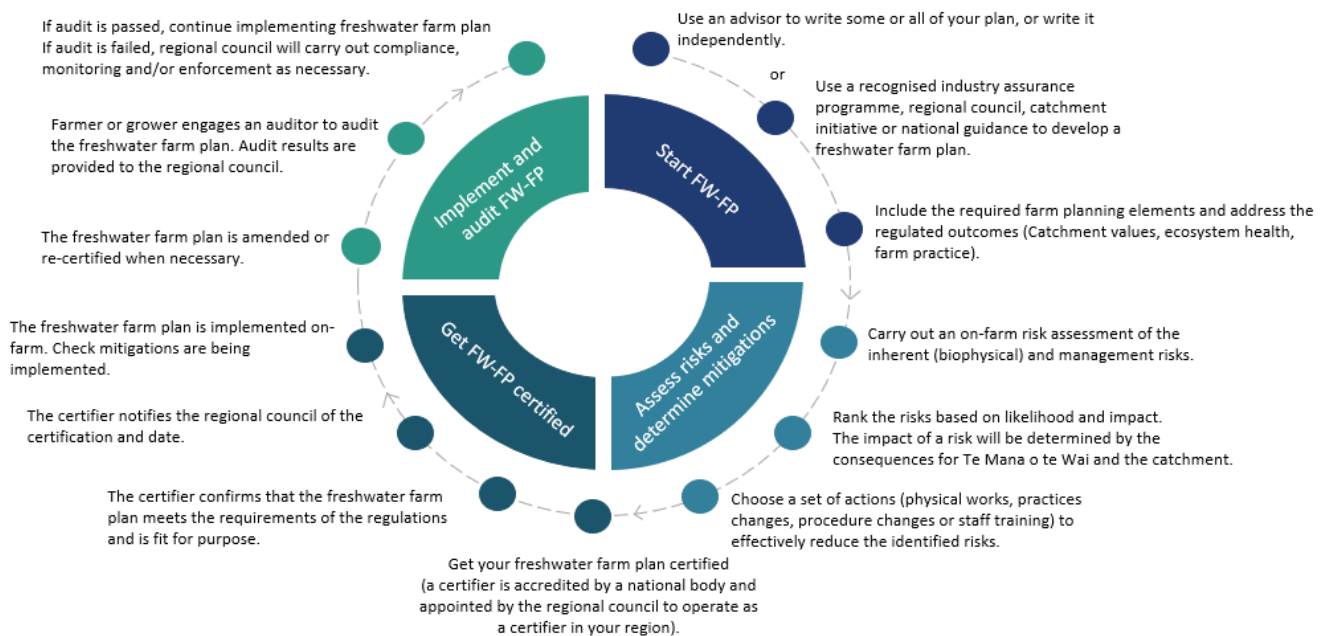 Use an advisor to write some or all of your plan, or write it
independently.
or
Use a recognised industry assurance
programme, regional council, catchment
initiative or national guidance to develop a
freshwater farm plan.
Include the required farm planning elements and address the
regulated outcomes (Catchment values, ecosystem health,
farm practice).
Carry out an on-farm risk assessment of the
inherent (biophysical) and management risks.
Rank the risks based on likelihood and impact.
The impact of a risk will be determined by the
consequences for Te Mana o te Wai and the catchment.
Choose a set of actions (physical works, practices
changes, procedure changes or staff training) to
effectively reduce the identified risks.
Get your freshwater farm plan certified
(a certifier is accredited by a national body and
appointed by the regional council to operate as
a certifier in your region).
The certifier confirms that the freshwater farm
plan meets the requirements of the regulations
and is fit for purpose.
The certifier notifies the regional council of the
certification and date.
The freshwater farm plan is implemented on-
farm. Check mitigations are being
implemented.
The freshwater farm plan is amended or
re-certified when necessary.
Farmer or grower engages an auditor to audit
the freshwater farm plan. Audit results are
provided to the regional council.
If audit is passed, continue implementing freshwater farm plan
If audit is failed, regional council will carry out compliance,
monitoring and/or enforcement as necessary.
Start FW-FP
Assess risks and
determine mitigations
Get FW-FP certified
Implement and
audit FW-FP